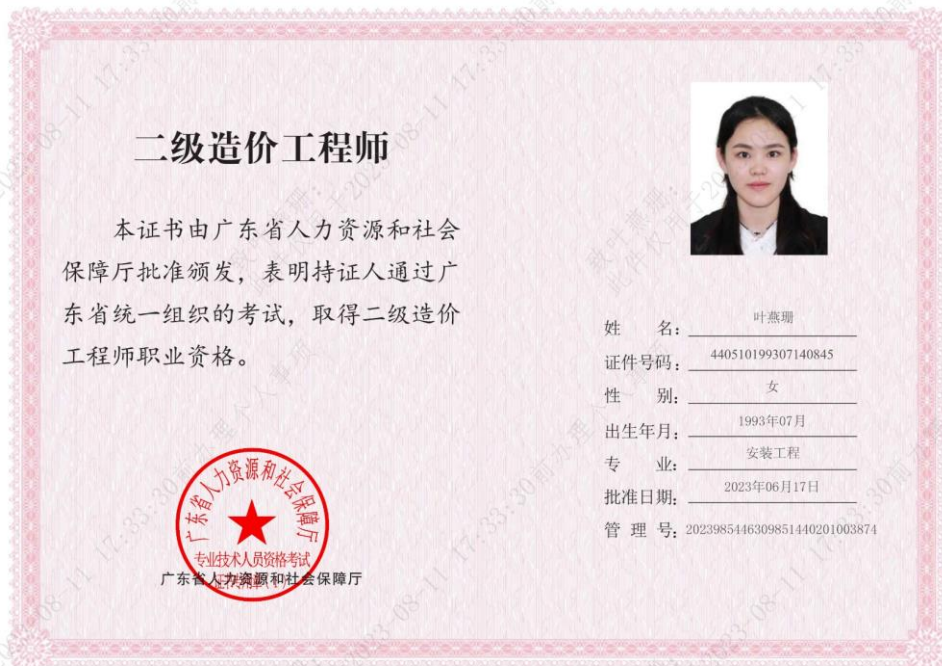 二级造价工程师
本证书由广东省人力资源和社会
保障厅批准颁发，表明持证人通过广
东省统一组织的考试，取得二级造价
工程师职业资格。
广东省人力资源和社会保障厅
专业技术人员资格考试
广东省人力资源和社会保障厅
姓 名：叶燕珊
证件号码：440510199307140845
性 别：女
出生年月：1993年07月
专 业：安装工程
批准日期：2023年06月17日
管 理 号：2023985446309851440201003874